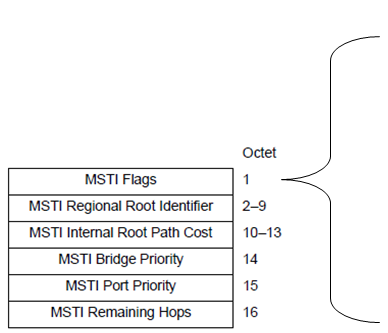 Octet
MSTI Flags 1
MSTI Regional Root Identifier 2–9
MSTI Internal Root Path Cost 10–13
MSTI Bridge Priority 14
MSTI Port Priority 15
MSTI Remaining Hops 16